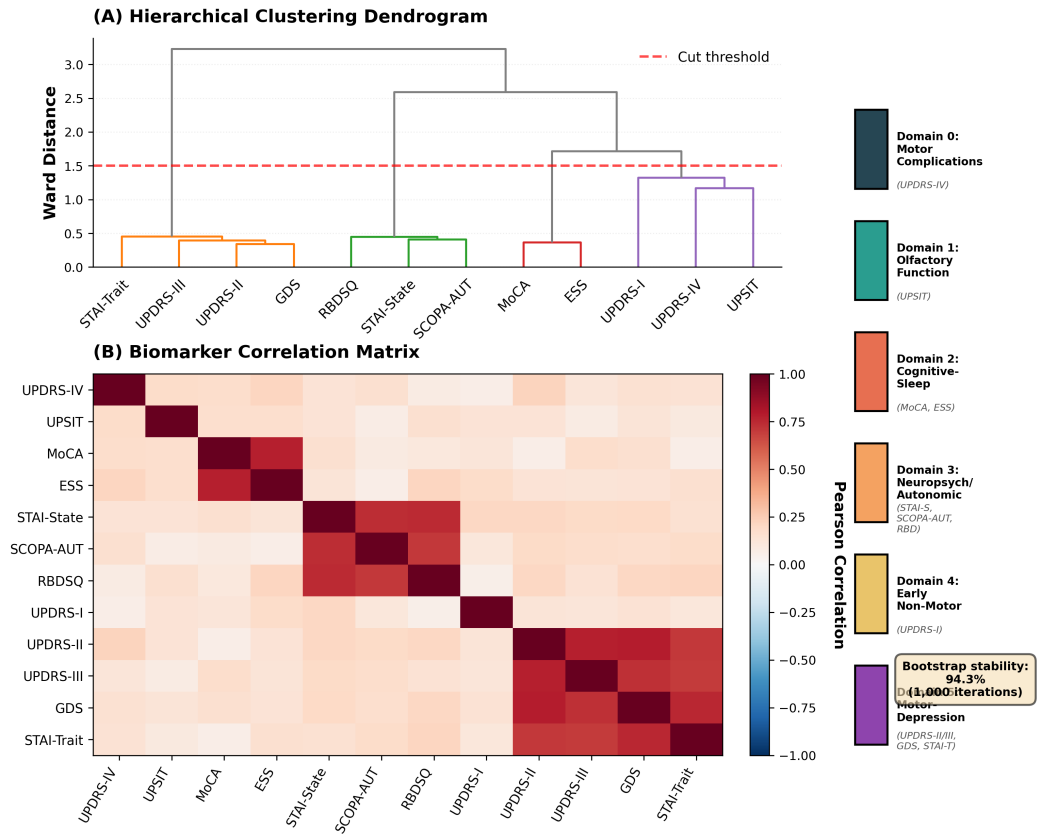 (A) Hierarchical Clustering Dendrogram
Cut threshold
Ward Distance
3.0
2.5
2.0
1.5
1.0
0.5
0.0
STAI-Trait
UPDRS-III
UPDRS-II
GDS
RBDSQ
STAI-State
SCOPA-AUT
MoCA
ESS
UPDRS-I
UPDRS-IV
UPSIT
(B) Biomarker Correlation Matrix
UPDRS-IV
UPSIT
MoCA
ESS
STAI-State
SCOPA-AUT
RBDSQ
UPDRS-I
UPDRS-II
UPDRS-III
GDS
STAI-Trait
UPDRS-IV
UPSIT
MoCA
ESS
STAI-State
SCOPA-AUT
RBDSQ
UPDRS-I
UPDRS-II
UPDRS-III
GDS
STAI-Trait
1.00
0.75
0.50
0.25
0.00
−0.25
−0.50
−0.75
−1.00
Pearson Correlation
Domain 0:
Motor
Complications
(UPDRS-IV)
Domain 1:
Olfactory
Function
(UPSIT)
Domain 2:
Cognitive-
Sleep
(MoCA, ESS)
Domain 3:
Neuropsych/
Autonomic
(STAI-S,
SCOPA-AUT,
RBD)
Domain 4:
Early
Non-Motor
(UPDRS-I)
Bootstrap stability:
94.3%
(1,000 iterations)
Motor-
Depression
(UPDRS-II/III,
GDS, STAI-T)